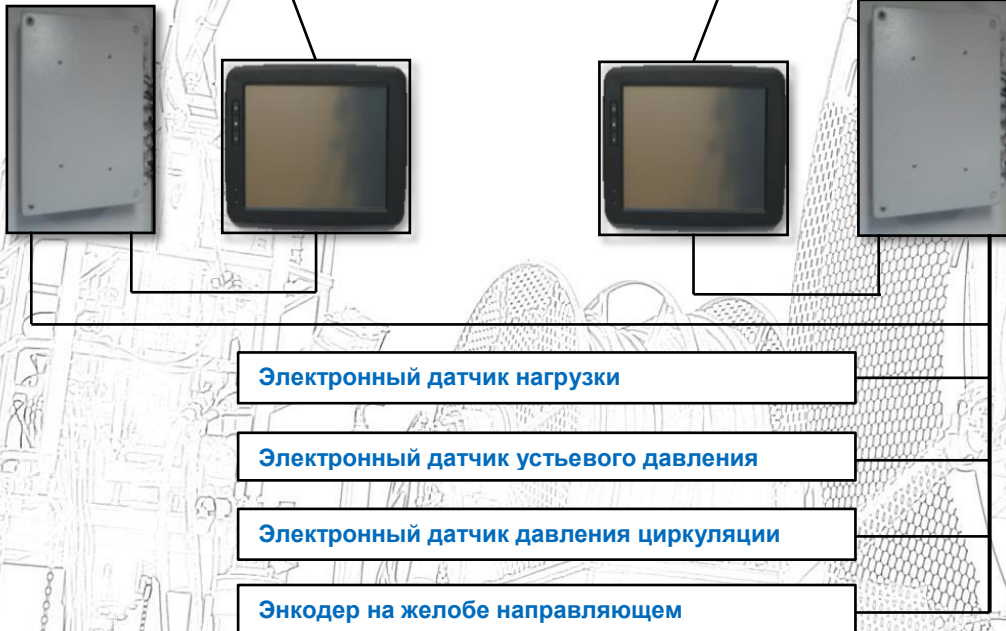 Электронный датчик нагрузки
Электронный датчик устьевого давления
Электронный датчик давления циркуляции
Энкодер на желобе направляющем